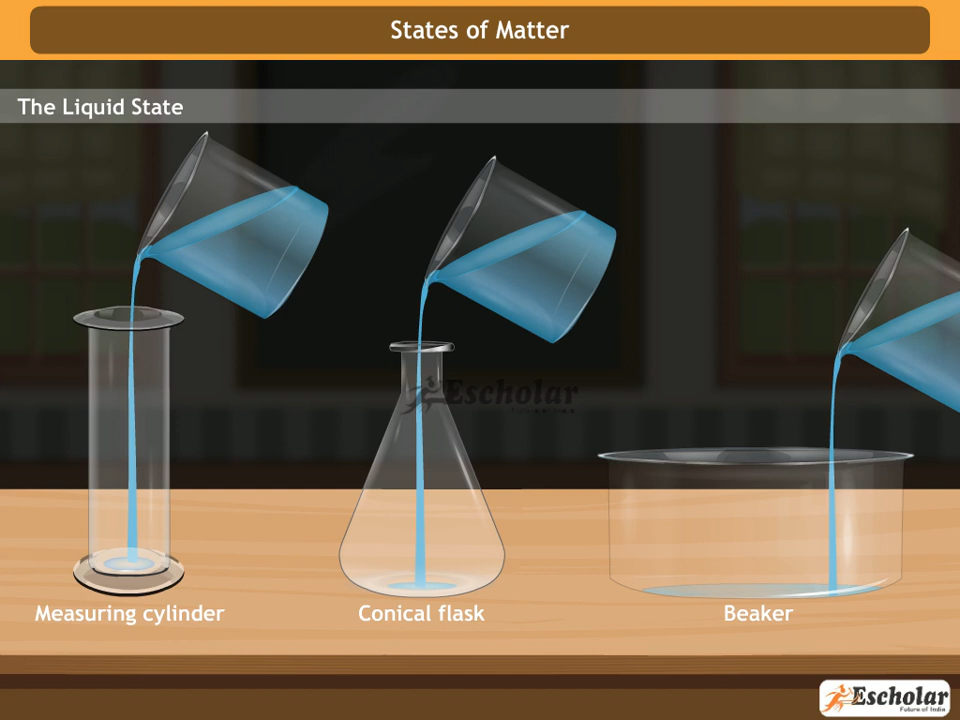 States of Matter
The Liquid State
Escholar
Measuring cylinder
Conical flask
Beaker
Escholar
Future of India